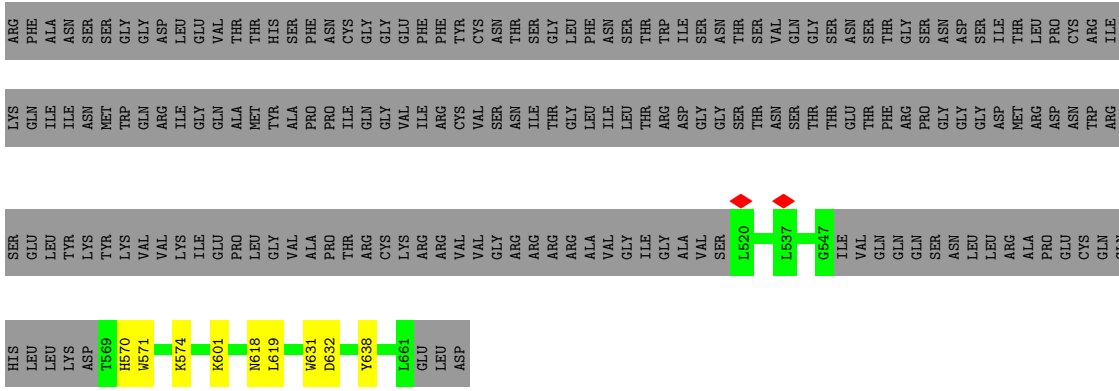 ARG PHE ALA ASN SER SER GLY GLY ASP LEU GLU VAL THR THR HIS SER PHE ASN CYS GLY GLY GLU PHE PHE TYR CYS ASN THR SER GLY LEU PHE ASN SER THR TRP ILE SER ASN THR SER VAL GLN GLY SER ASN SER THR GLY SER ASN ASP SER ILE THR LEU PRO CYS ARG ILE
LYS GLN ILE ILE ASN MET TRP GLN ARG ILE GLY GLN ALA MET TYR ALA PRO PRO ILE GLN GLY VAL ILE ARG CYS VAL SER ASN ILE THR GLY LEU ILE LEU THR ARG ASP GLY GLY SER THR ASN SER THR THR GLU THR PHE ARG PRO GLY GLY GLY ASP MET ARG ASP ASN TRP ARG
SER GLU LEU TYR LYS TYR LYS VAL VAL LYS ILE GLU PRO LEU GLY VAL ALA PRO THR ARG CYS LYS ARG ARG VAL VAL GLY ARG ARG ARG ARG ARG ALA VAL GLY ILE GLY ALA VAL SER L520 L537 G547 ILE VAL GLN GLN GLN SER ASN LEU LEU ARG ALA PRO GLU CYS GLN
HIS LEU LEU LYS ASP T569 H570 W571 K574 K601 N618 L619 W631 D632 Y638 L661 GLU LEU ASP